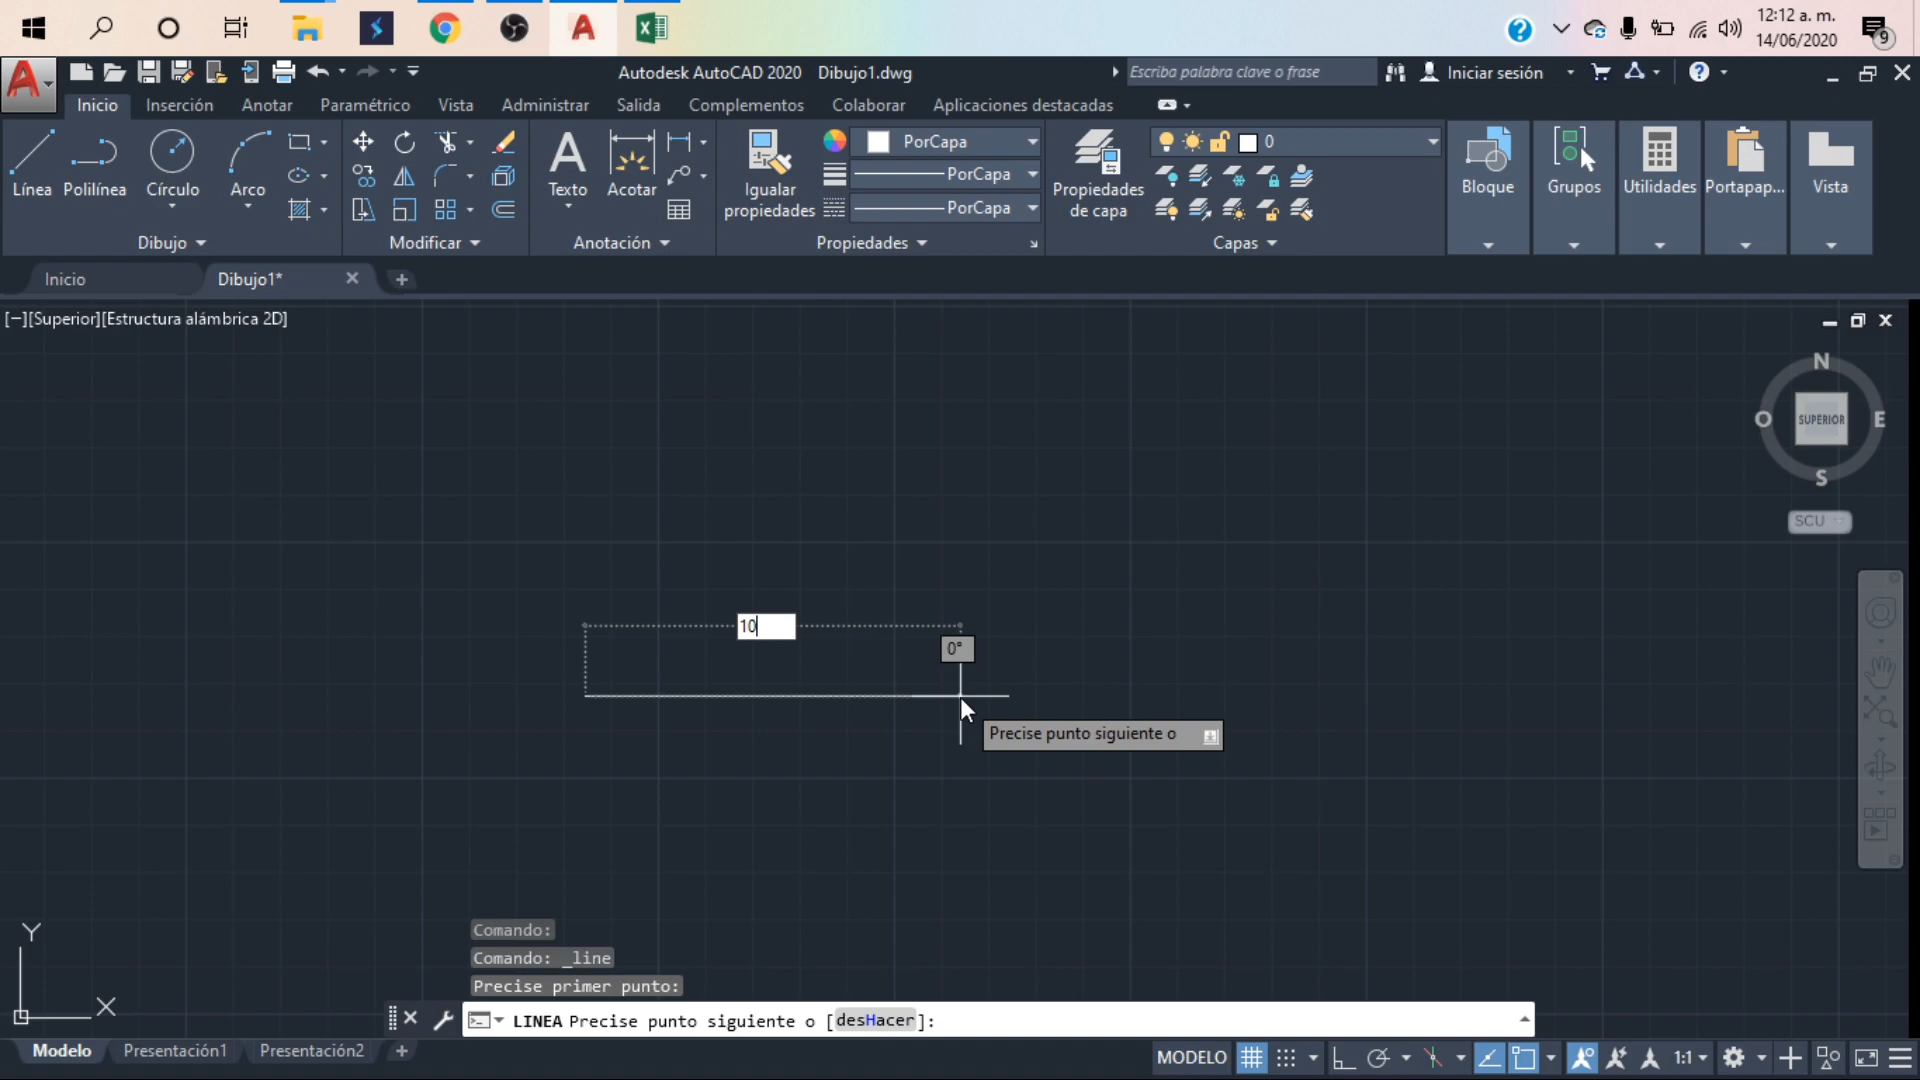 12:12 a. m.
14/06/2020
9
Autodesk AutoCAD 2020 Dibujo1.dwg
Escriba palabra clave o frase
Iniciar sesión
Inicio Inserción Anotar Paramétrico Vista Administrar Salida Complementos Colaborar Aplicaciones destacadas
Línea Polilínea Círculo Arco
Texto Acotar
Igualar propiedades
PorCapa
PorCapa
PorCapa
Propiedades de capa
0
Bloque Grupos Utilidades Portapap... Vista
Dibujo Modificar Anotación Propiedades Capas
Inicio Dibujo1*
[−][Superior][Estructura alámbrica 2D]
N
O SUPERIOR E
S
SCU
10
0°
Precise punto siguiente o
Y
X
Comando:
Comando: _line
Precise primer punto:
LINEA Precise punto siguiente o [desHacer]:
Modelo Presentación1 Presentación2
MODELO 1:1